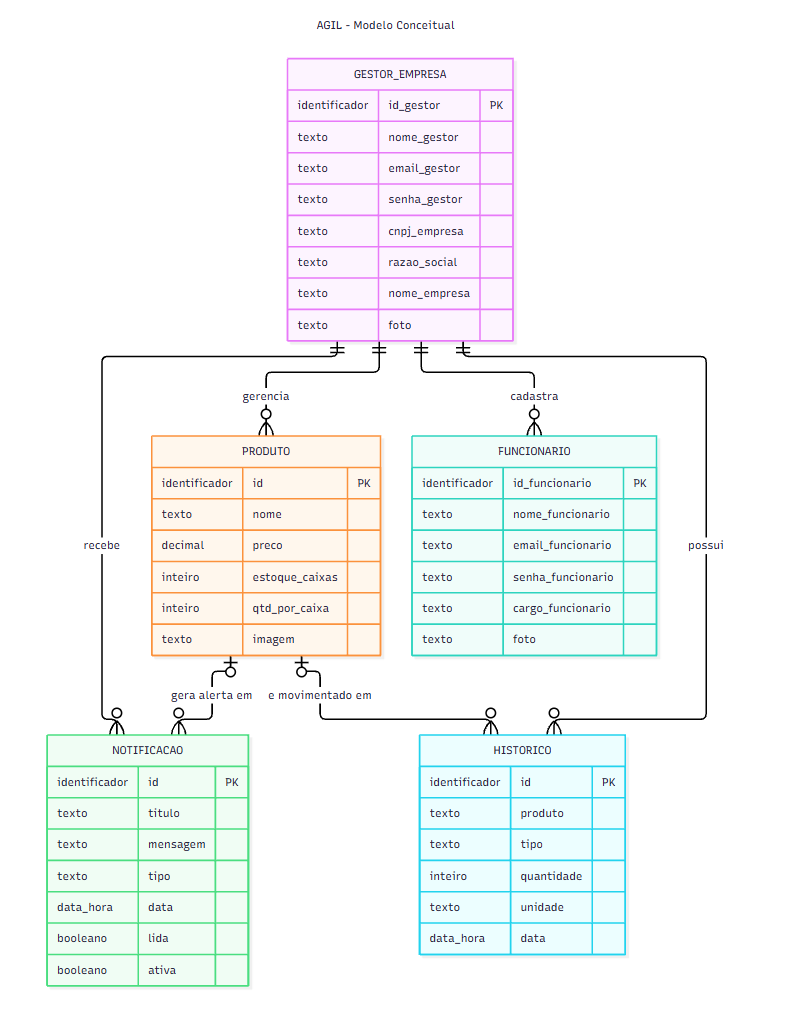 AGIL - Modelo Conceitual
GESTOR_EMPRESA
identificador id_gestor PK
texto nome_gestor
texto email_gestor
texto senha_gestor
texto cnpj_empresa
texto razao_social
texto nome_empresa
texto foto
gerencia cadastra
PRODUTO
identificador id PK
texto nome
decimal preco
inteiro estoque_caixas
inteiro qtd_por_caixa
texto imagem
FUNCIONARIO
identificador id_funcionario PK
texto nome_funcionario
texto email_funcionario
texto senha_funcionario
texto cargo_funcionario
texto foto
recebe
possui
gera alerta em
e movimentado em
NOTIFICACAO
identificador id PK
texto titulo
texto mensagem
texto tipo
data_hora data
booleano lida
booleano ativa
HISTORICO
identificador id PK
texto produto
texto tipo
inteiro quantidade
texto unidade
data_hora data